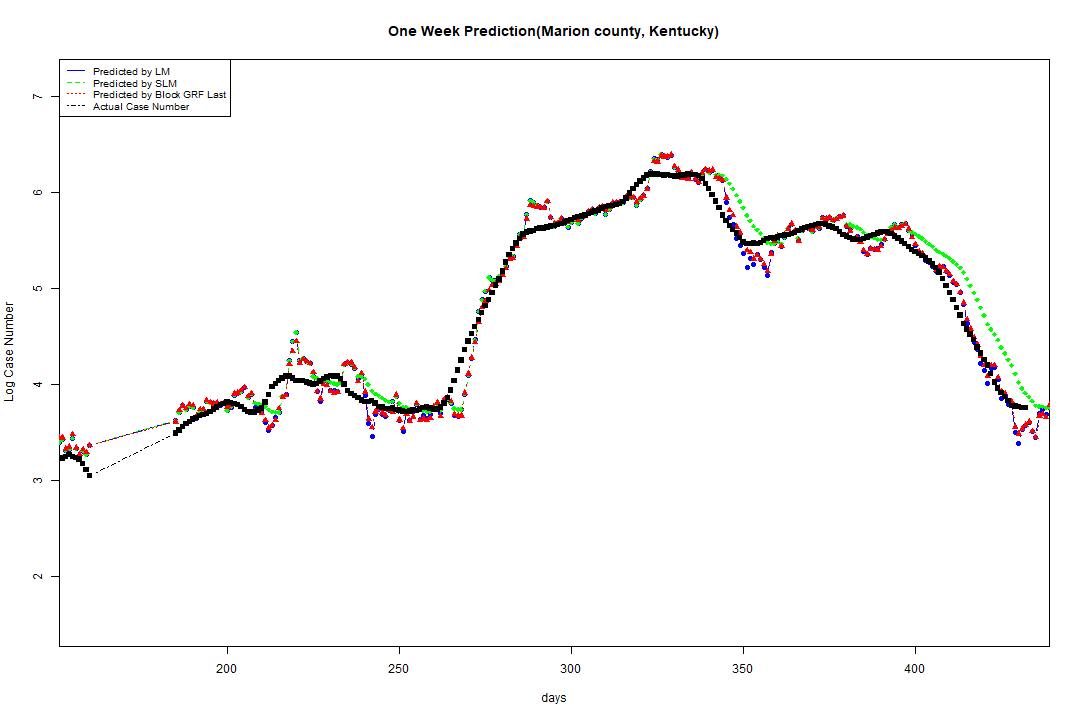 One Week Prediction(Marion county, Kentucky)
Predicted by LM
Predicted by SLM
Predicted by Block GRF Last
Actual Case Number
7
6
5
4
3
2
Log Case Number
200
250
300
350
400
days